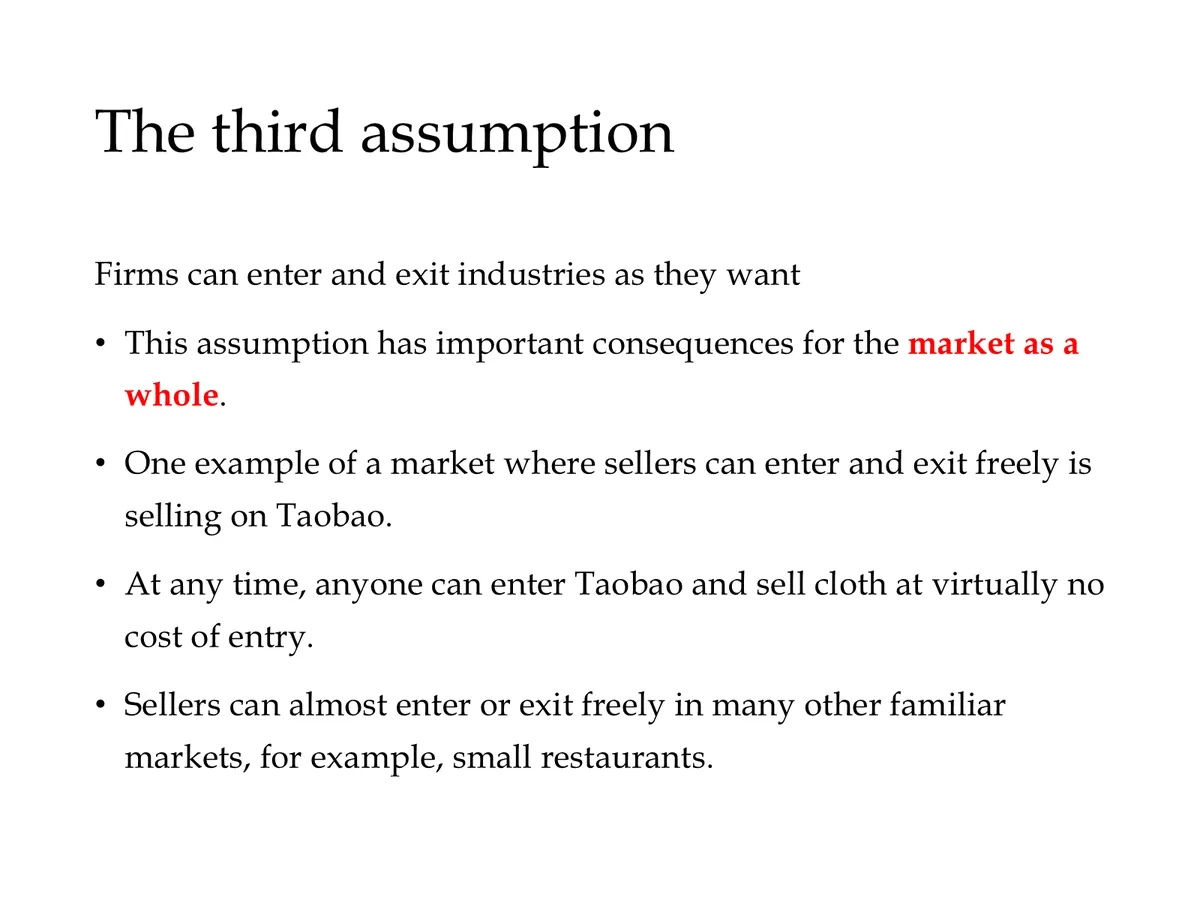 The third assumption
Firms can enter and exit industries as they want
• This assumption has important consequences for the market as a
whole.
• One example of a market where sellers can enter and exit freely is
selling on Taobao.
• At any time, anyone can enter Taobao and sell cloth at virtually no
cost of entry.
• Sellers can almost enter or exit freely in many other familiar
markets, for example, small restaurants.